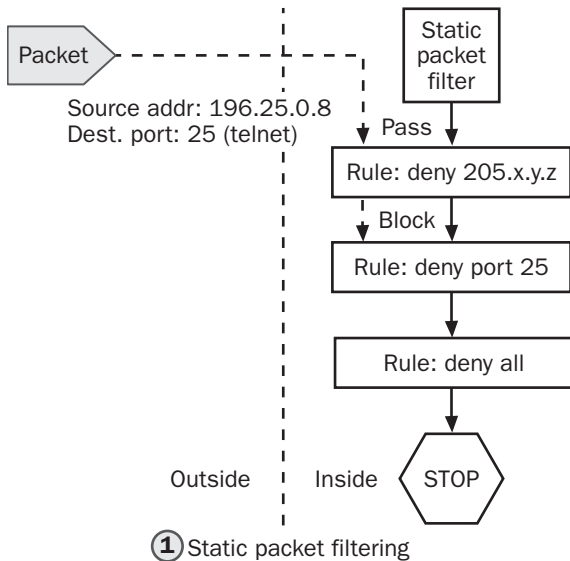 Packet
Static
packet
filter
Source addr: 196.25.0.8
Dest. port: 25 (telnet)
Pass
Rule: deny 205.x.y.z
Block
Rule: deny port 25
Rule: deny all
Outside
Inside
STOP
1 Static packet filtering